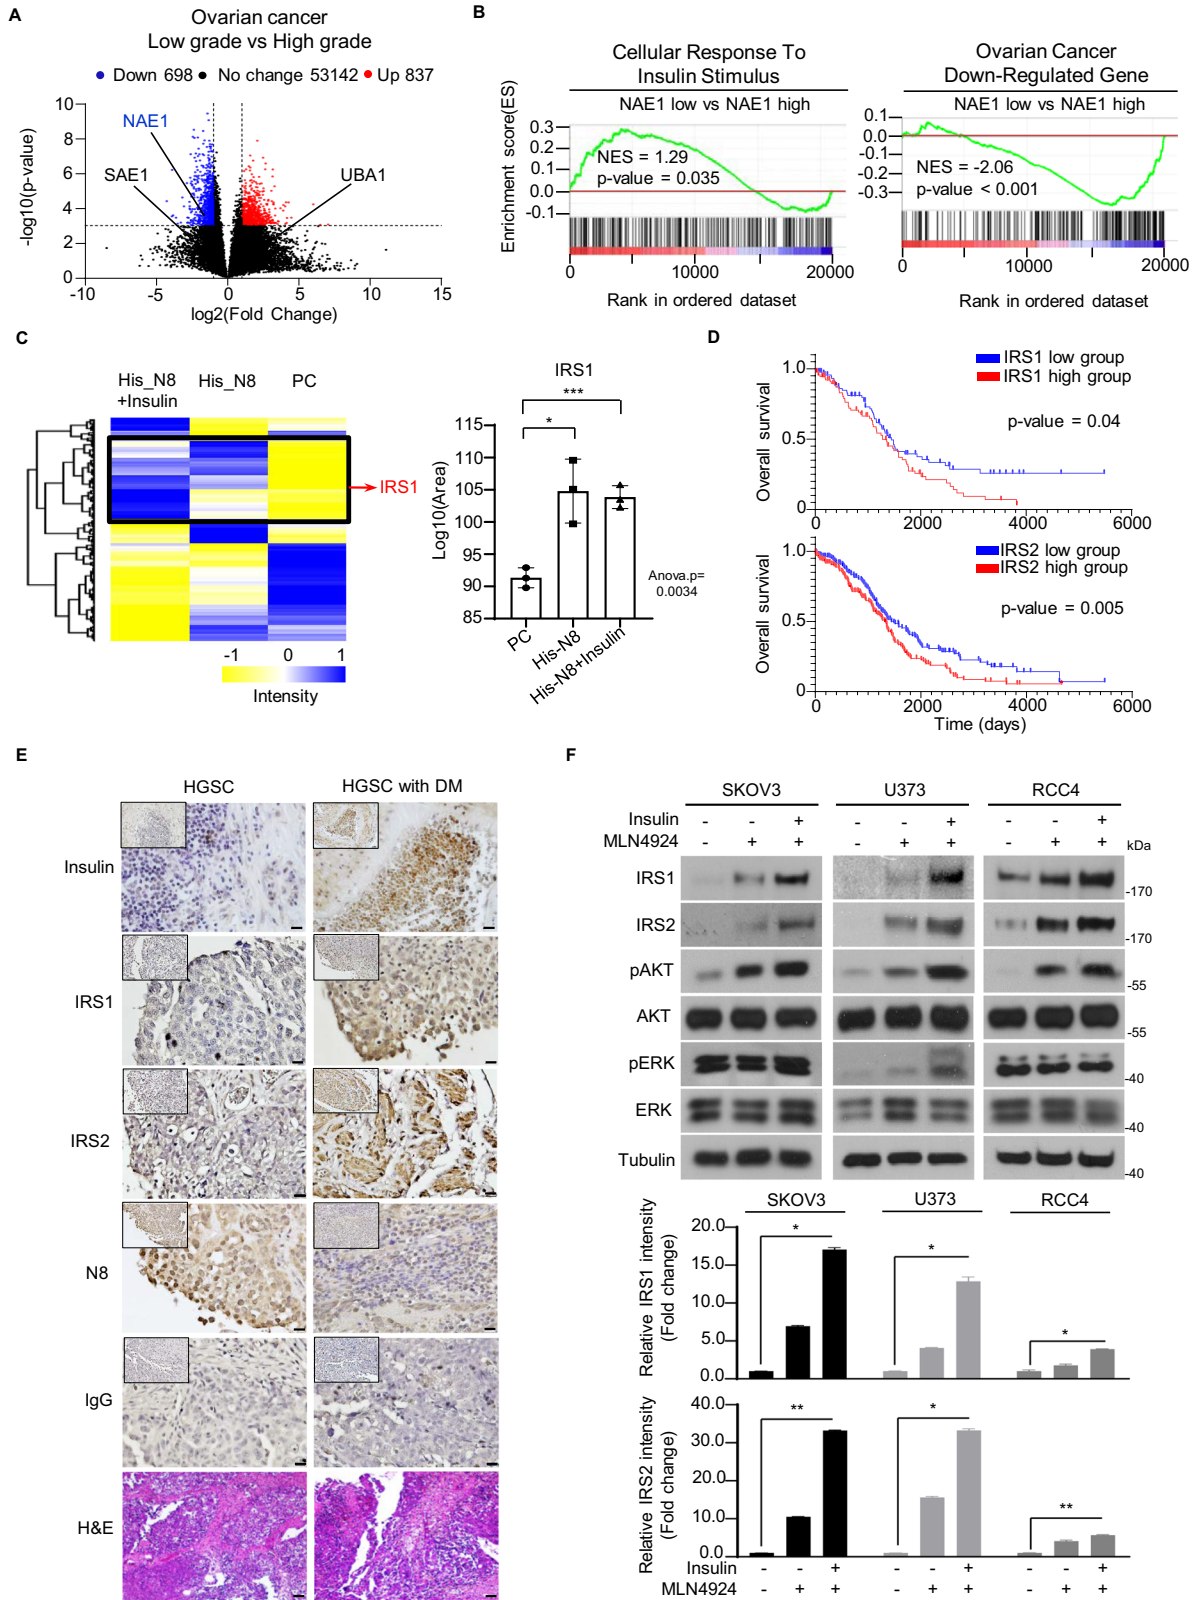 A
Ovarian cancer
Low grade vs High grade
Down 698 No change 53142 Up 837
NAE1
SAE1
UBA1
-log10(p-value)
10
8
6
4
2
0
-10 -5 0 5 10 15
log2(Fold Change)
B
Cellular Response To
Insulin Stimulus
NAE1 low vs NAE1 high
Enrichment score(ES)
0.3
0.2
0.1
0.0
-0.1
NES = 1.29
p-value = 0.035
0 10000 20000
Rank in ordered dataset
Ovarian Cancer
Down-Regulated Gene
NAE1 low vs NAE1 high
0.1
0.0
-0.1
-0.2
-0.3
NES = -2.06
p-value < 0.001
0 10000 20000
Rank in ordered dataset
C
His_N8
+Insulin
His_N8
PC
IRS1
-1 0 1
Intensity
IRS1
***
*
Log10(Area)
115
110
105
100
95
90
85
Anova.p=
0.0034
PC
His-N8
His-N8+Insulin
D
IRS1 low group
IRS1 high group
p-value = 0.04
Overall survival
1.0
0.5
0
0 2000 4000 6000
IRS2 low group
IRS2 high group
p-value = 0.005
Overall survival
1.0
0.5
0
0 2000 4000 6000
Time (days)
E
HGSC
HGSC with DM
Insulin
IRS1
IRS2
N8
IgG
H&E
F
SKOV3 U373 RCC4
Insulin - - + - - + - - +
MLN4924 - + + - + + - + +
kDa
IRS1
-170
IRS2
-170
pAKT
-55
AKT
-55
pERK
-40
ERK
-40
Tubulin
-40
SKOV3 U373 RCC4
Relative IRS1 intensity
(Fold change)
20.0
15.0
10.0
5.0
0.0
* * *
Relative IRS2 intensity
(Fold change)
40.0
30.0
20.0
10.0
0.0
** * **
Insulin - - + - - + - - +
MLN4924 - + + - + + - + +